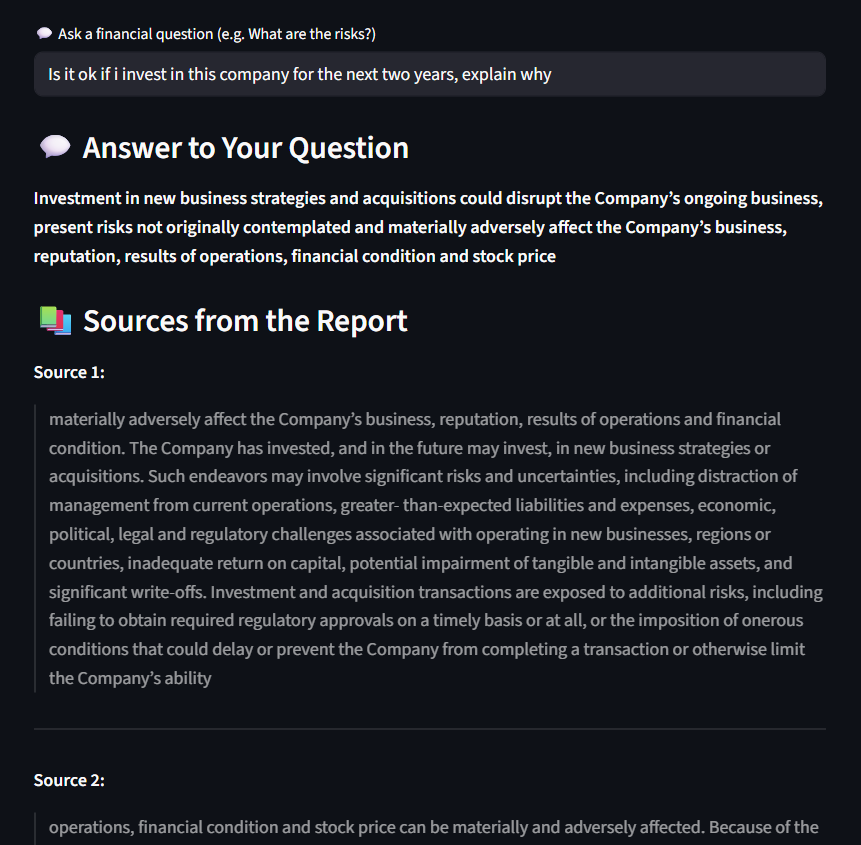 Ask a financial question (e.g. What are the risks?)
Is it ok if i invest in this company for the next two years, explain why
Answer to Your Question
Investment in new business strategies and acquisitions could disrupt the Company’s ongoing business,
present risks not originally contemplated and materially adversely affect the Company’s business,
reputation, results of operations, financial condition and stock price
Sources from the Report
Source 1:
materially adversely affect the Company’s business, reputation, results of operations and financial
condition. The Company has invested, and in the future may invest, in new business strategies or
acquisitions. Such endeavors may involve significant risks and uncertainties, including distraction of
management from current operations, greater- than-expected liabilities and expenses, economic,
political, legal and regulatory challenges associated with operating in new businesses, regions or
countries, inadequate return on capital, potential impairment of tangible and intangible assets, and
significant write-offs. Investment and acquisition transactions are exposed to additional risks, including
failing to obtain required regulatory approvals on a timely basis or at all, or the imposition of onerous
conditions that could delay or prevent the Company from completing a transaction or otherwise limit
the Company’s ability
Source 2:
operations, financial condition and stock price can be materially and adversely affected. Because of the